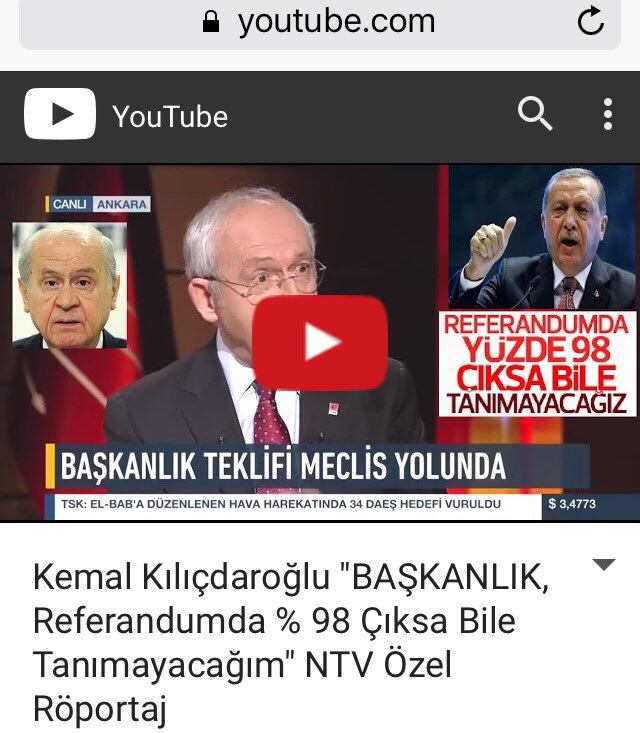 youtube.com
YouTube
CANLI ANKARA
REFERANDUMDA
YÜZDE 98
ÇIKSA BİLE
TANIMAYACAĞIZ
BAŞKANLIK TEKLİFİ MECLİS YOLUNDA
TSK: EL-BAB'A DÜZENLENEN HAVA HAREKATINDA 34 DAEŞ HEDEFİ VURULDU $ 3,4773
Kemal Kılıçdaroğlu "BAŞKANLIK,
Referandumda % 98 Çıksa Bile
Tanımayacağım" NTV Özel
Röportaj